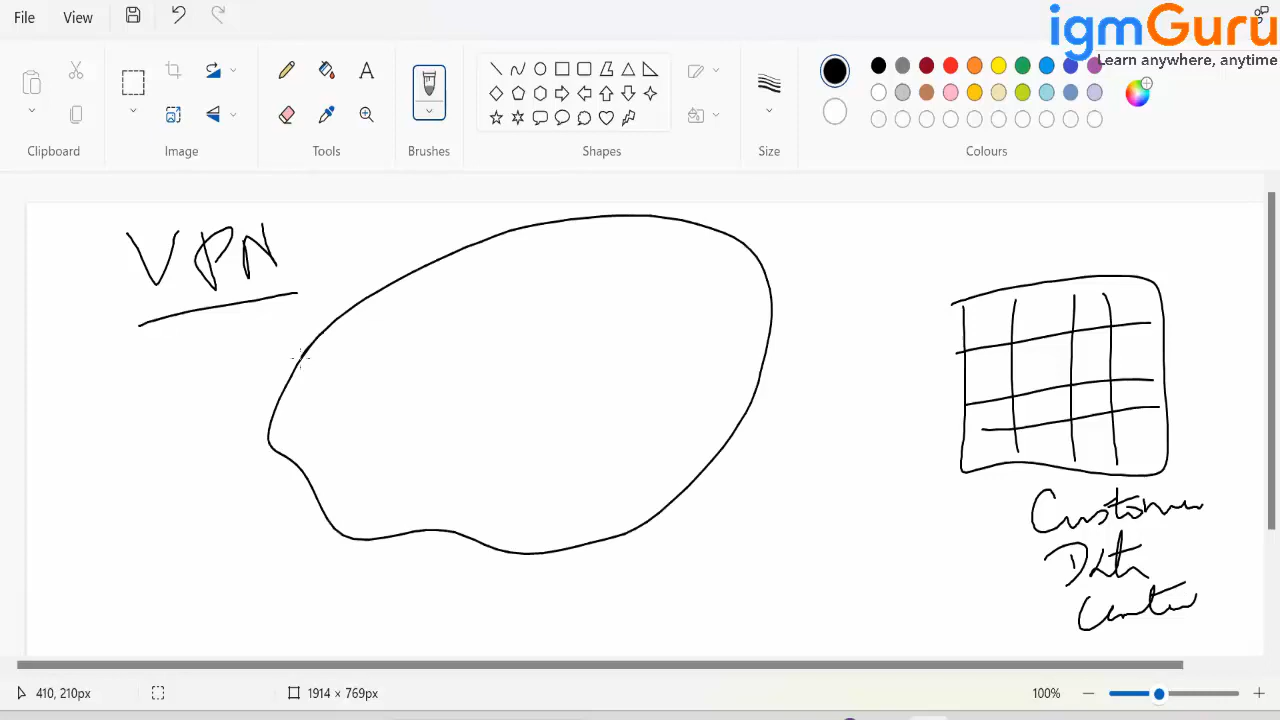 File View
igmGuru
Learn anywhere, anytime
Clipboard
Image
Tools
Brushes
Shapes
Size
Colours
VPN
Customer
Data
Center
410, 210px
1914 × 769px
100%